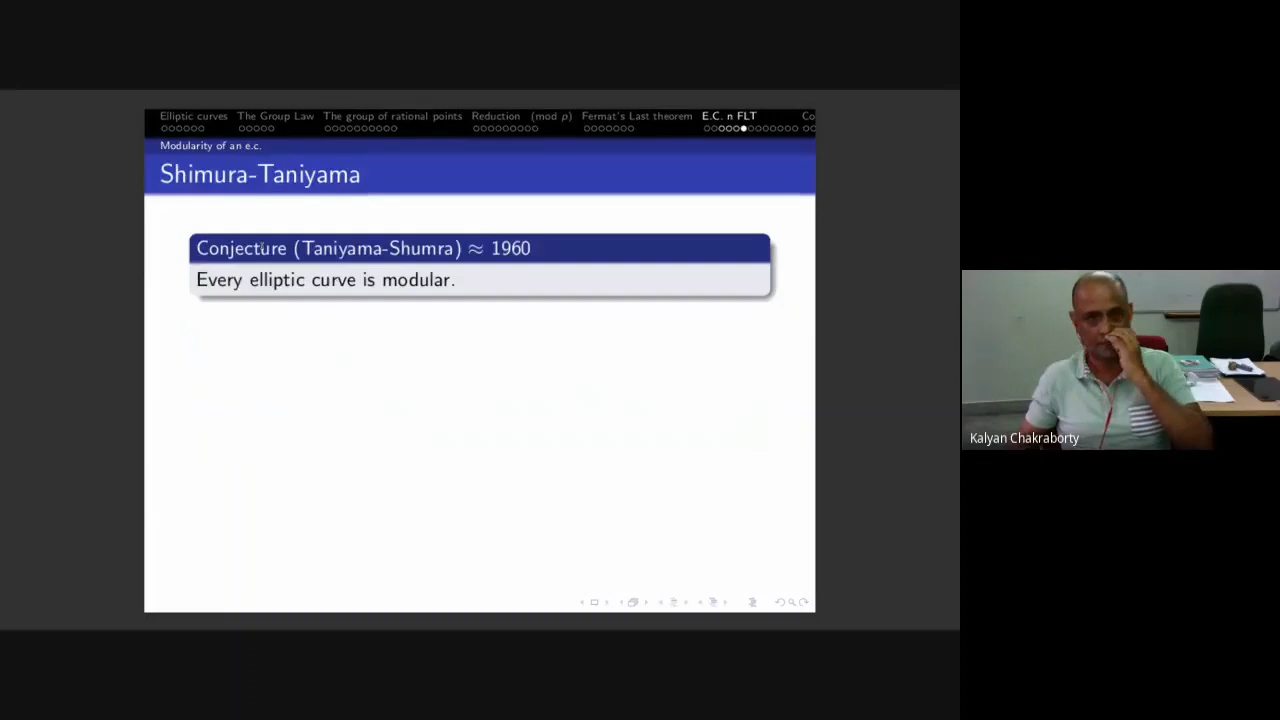 Elliptic curves The Group Law The group of rational points Reduction (mod p) Fermat's Last theorem E.C. n FLT Co
Modularity of an e.c.
Shimura-Taniyama
Conjecture (Taniyama-Shumra) ≈ 1960
Every elliptic curve is modular.
Kalyan Chakraborty